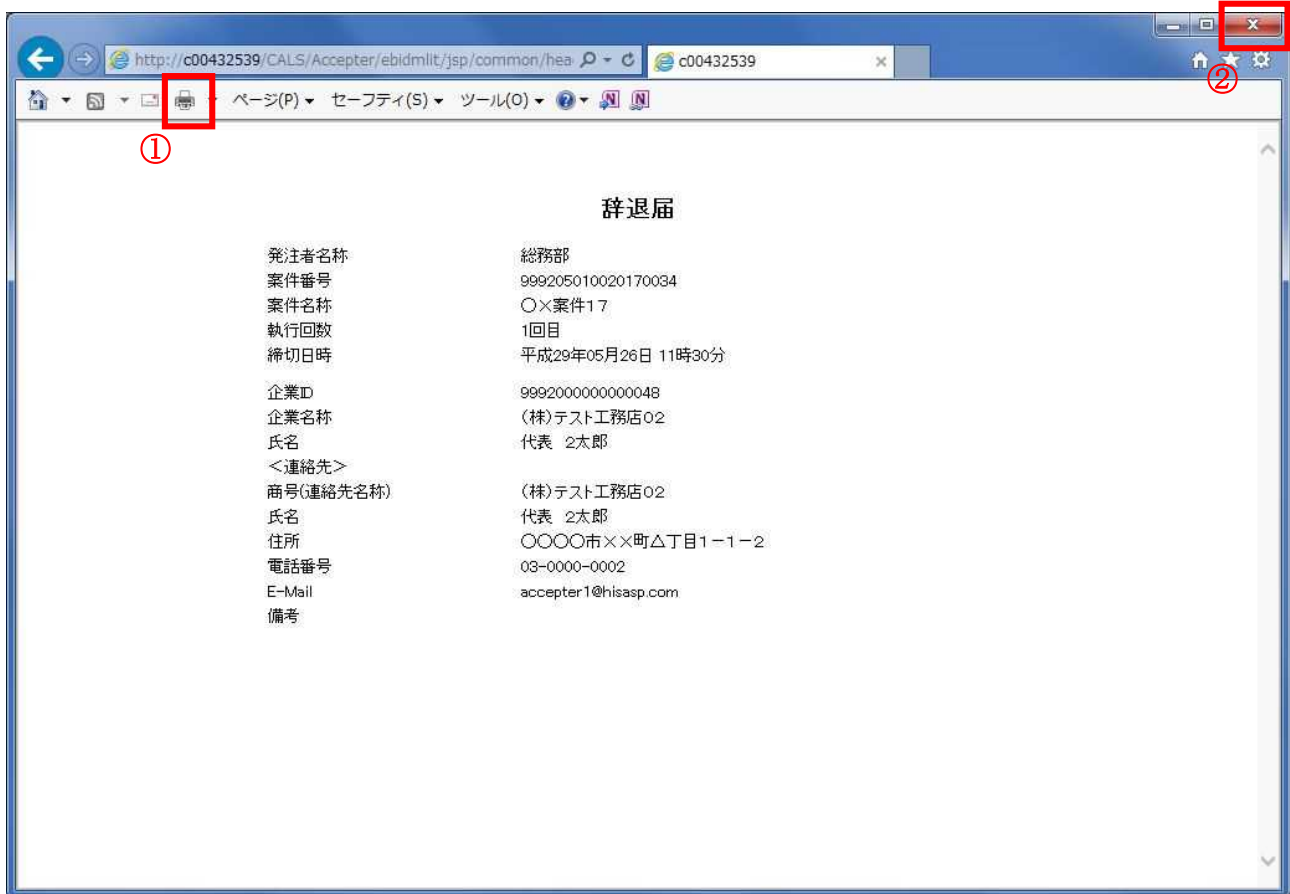 http://c00432539/CALS/Accepter/ebidmlit/jsp/common/hea
c00432539
②
ページ(P) セーフティ(S) ツール(O)
①
辞退届
発注者名称 総務部
案件番号 999205010020170034
案件名称 ○×案件17
執行回数 1回目
締切日時 平成29年05月26日 11時30分
企業ID 9992000000000048
企業名称 (株)テスト工務店02
氏名 代表 2太郎
<連絡先>
商号(連絡先名称) (株)テスト工務店02
氏名 代表 2太郎
住所 ○○○○市××町△丁目1-1-2
電話番号 03-0000-0002
E-Mail accepter1@hisasp.com
備考